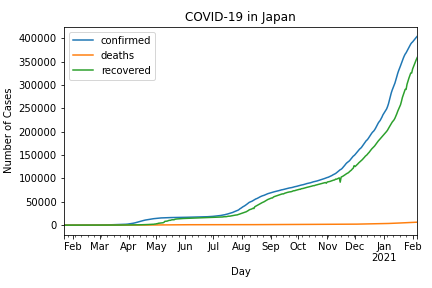 COVID-19 in Japan
confirmed
deaths
recovered
Number of Cases
400000
350000
300000
250000
200000
150000
100000
50000
0
Feb Mar Apr May Jun Jul Aug Sep Oct Nov Dec Jan Feb
2021
Day